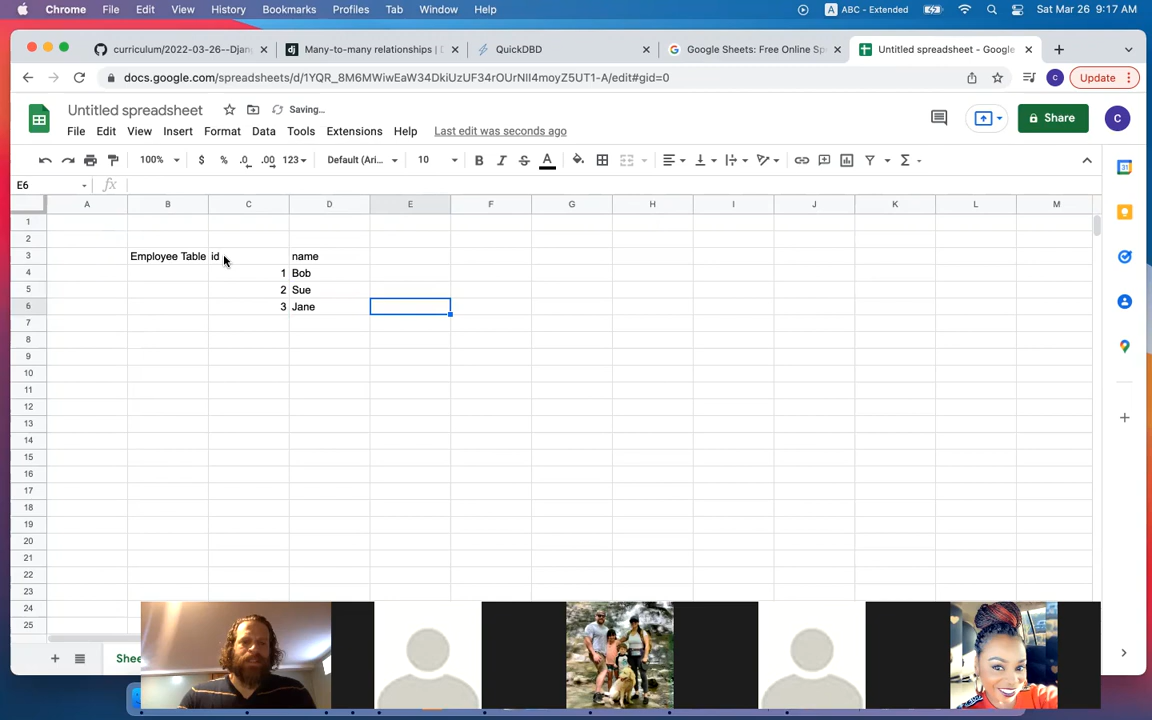 Chrome File Edit View History Bookmarks Profiles Tab Window Help A ABC - Extended Sat Mar 26 9:17 AM
curriculum/2022-03-26--Djan Many-to-many relationships | D QuickDBD Google Sheets: Free Online Sp Untitled spreadsheet - Google
docs.google.com/spreadsheets/d/1YQR_8M6MWiwEaW34DkiUzUF34rOUrNII4moyZ5UT1-A/edit#gid=0 C Update
Untitled spreadsheet Saving...
File Edit View Insert Format Data Tools Extensions Help Last edit was seconds ago Share C
100% $ % .0 .00 123 Default (Ari... 10 B I S A
E6 fx
A B C D E F G H I J K L M
1
2
3 Employee Table id name
4 1 Bob
5 2 Sue
6 3 Jane
7
8
9
10
11
12
13
14
15
16
17
18
19
20
21
22
23
24
25
31